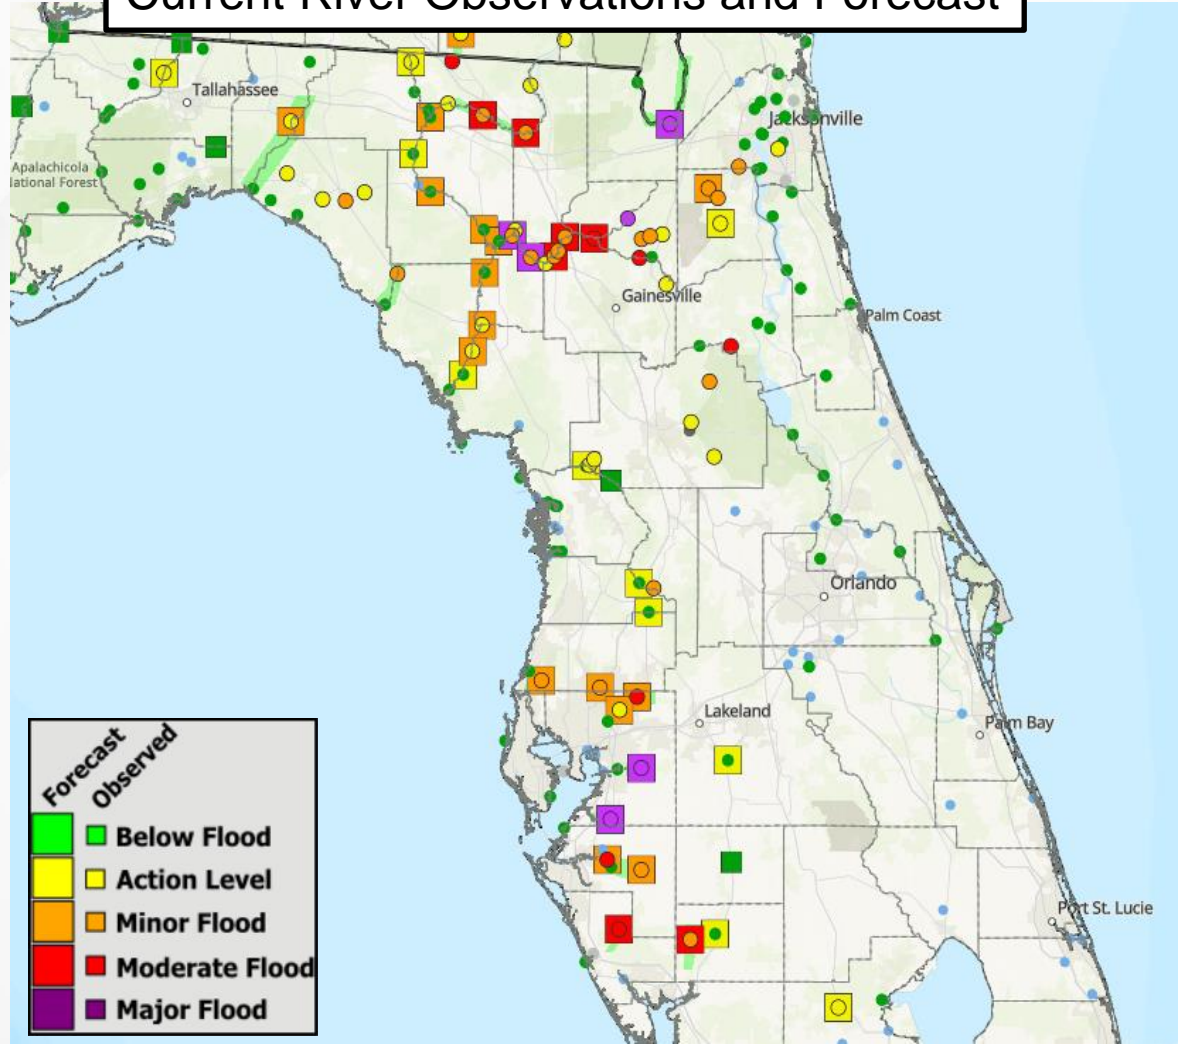 Current River Observations and Forecast
Tallahassee
Jacksonville
Apalachicola
National Forest
Gainesville
Palm Coast
Orlando
Lakeland
Palm Bay
Port St. Lucie
Forecast
Observed
Below Flood
Action Level
Minor Flood
Moderate Flood
Major Flood